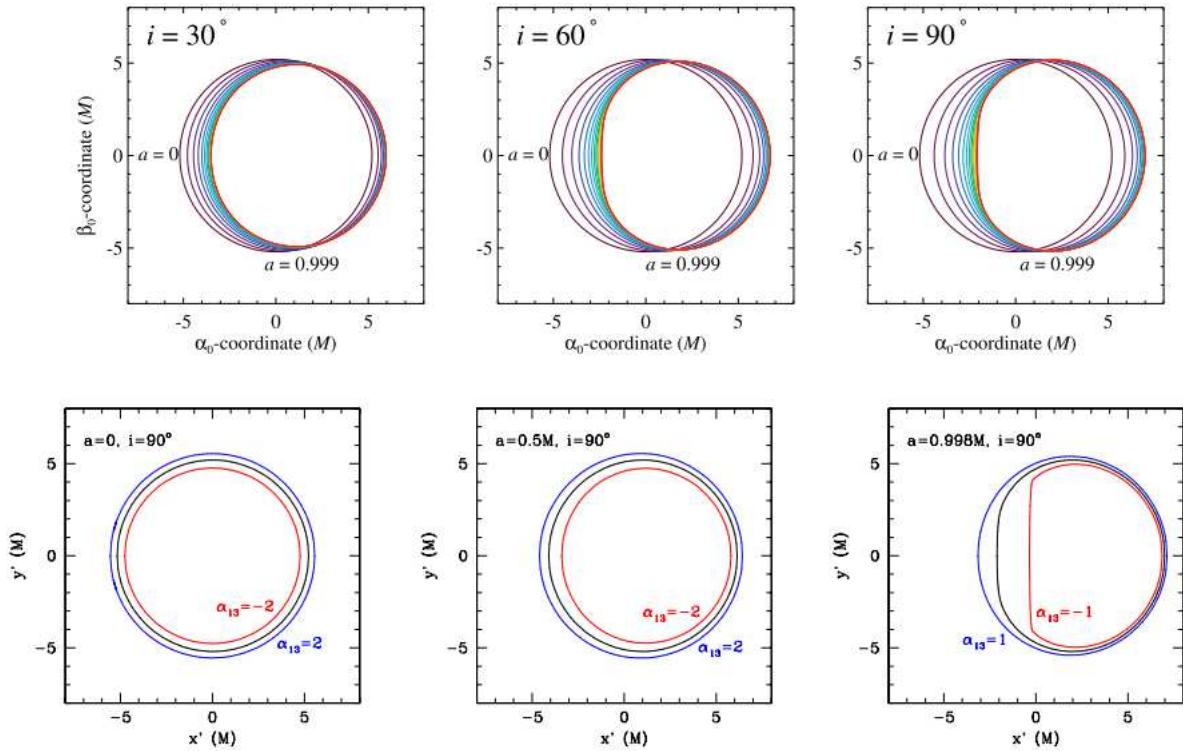 i = 30°
i = 60°
i = 90°
5
0
-5
β₀-coordinate (M)
a = 0
a = 0.999
-5 0 5
α₀-coordinate (M)
5
0
-5
a = 0
a = 0.999
-5 0 5
α₀-coordinate (M)
5
0
-5
a = 0
a = 0.999
-5 0 5
α₀-coordinate (M)
a=0, i=90°
5
0
-5
y' (M)
α₁₃=−2
α₁₃=2
-5 0 5
x' (M)
a=0.5M, i=90°
5
0
-5
y' (M)
α₁₃=−2
α₁₃=2
-5 0 5
x' (M)
a=0.998M, i=90°
5
0
-5
y' (M)
α₁₃=−1
α₁₃=1
-5 0 5
x' (M)